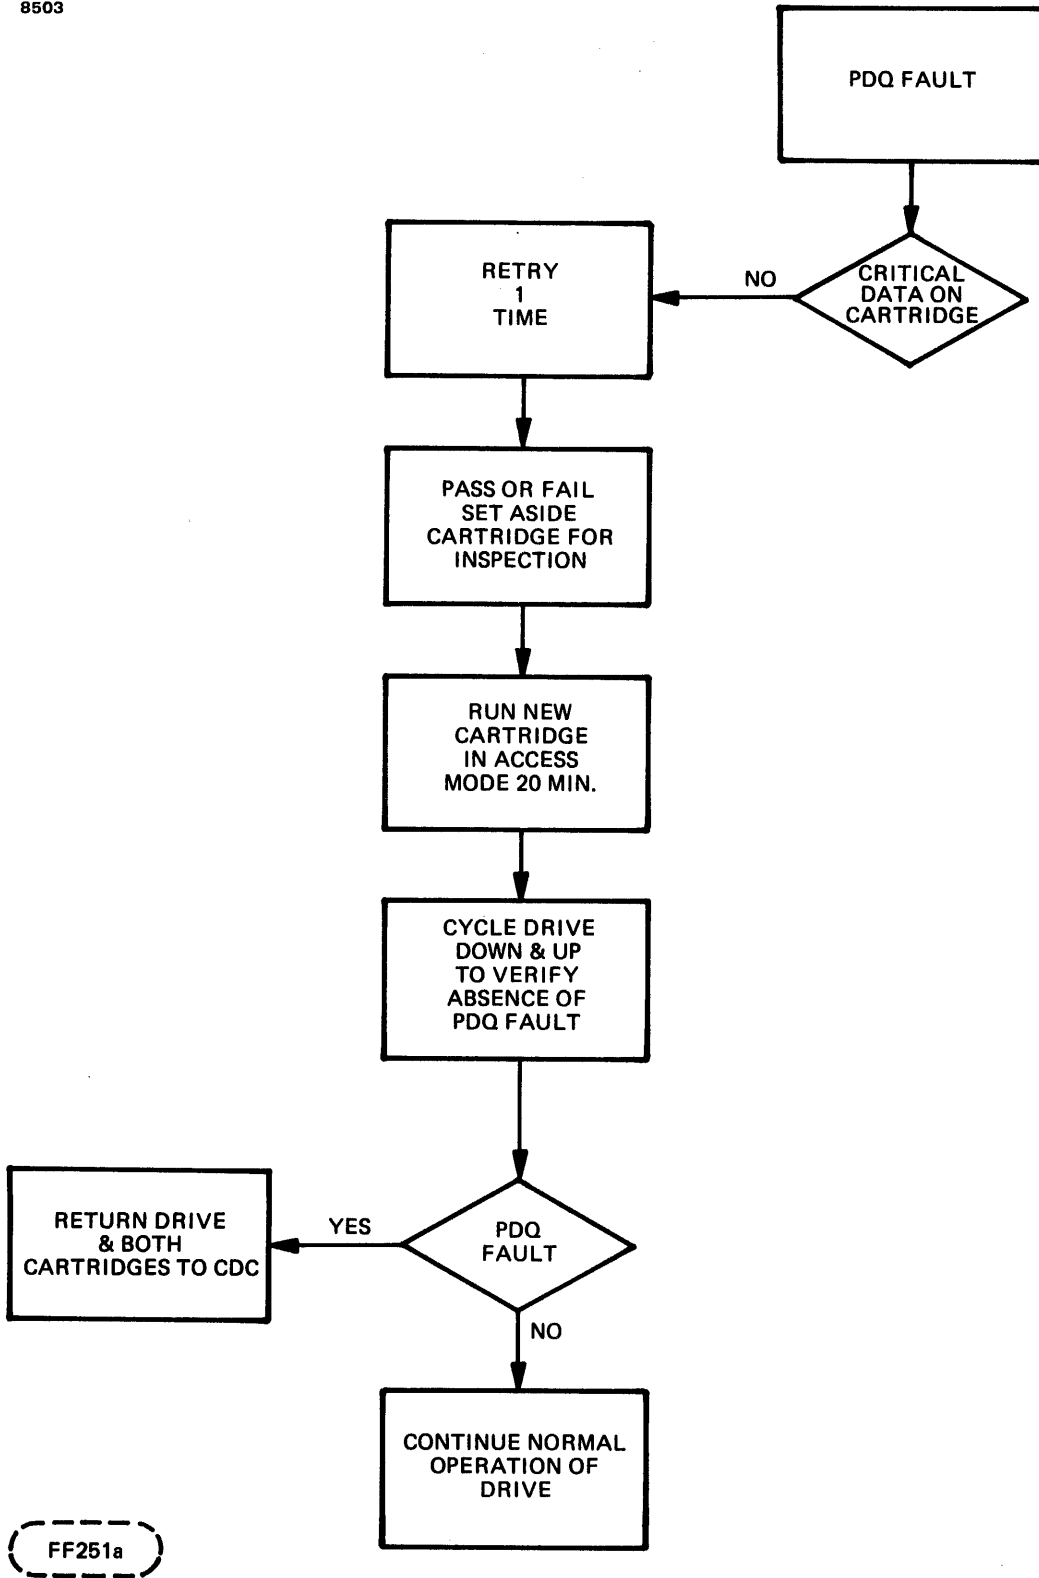 8503
PDQ FAULT
CRITICAL
DATA ON
CARTRIDGE
NO
RETRY
1
TIME
PASS OR FAIL
SET ASIDE
CARTRIDGE FOR
INSPECTION
RUN NEW
CARTRIDGE
IN ACCESS
MODE 20 MIN.
CYCLE DRIVE
DOWN & UP
TO VERIFY
ABSENCE OF
PDQ FAULT
PDQ
FAULT
YES
RETURN DRIVE
& BOTH
CARTRIDGES TO CDC
NO
CONTINUE NORMAL
OPERATION OF
DRIVE
FF251a